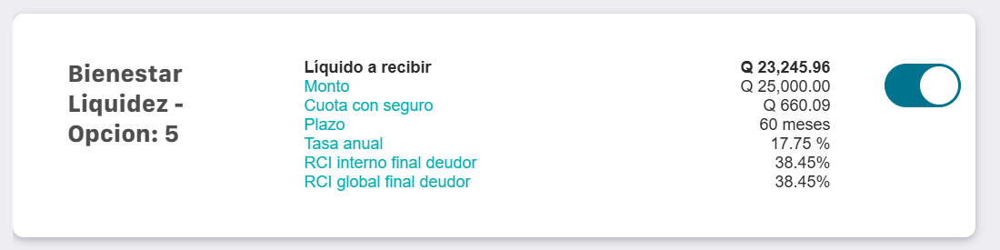 Bienestar
Liquidez -
Opcion: 5
Líquido a recibir Q 23,245.96
Monto Q 25,000.00
Cuota con seguro Q 660.09
Plazo 60 meses
Tasa anual 17.75 %
RCI interno final deudor 38.45%
RCI global final deudor 38.45%